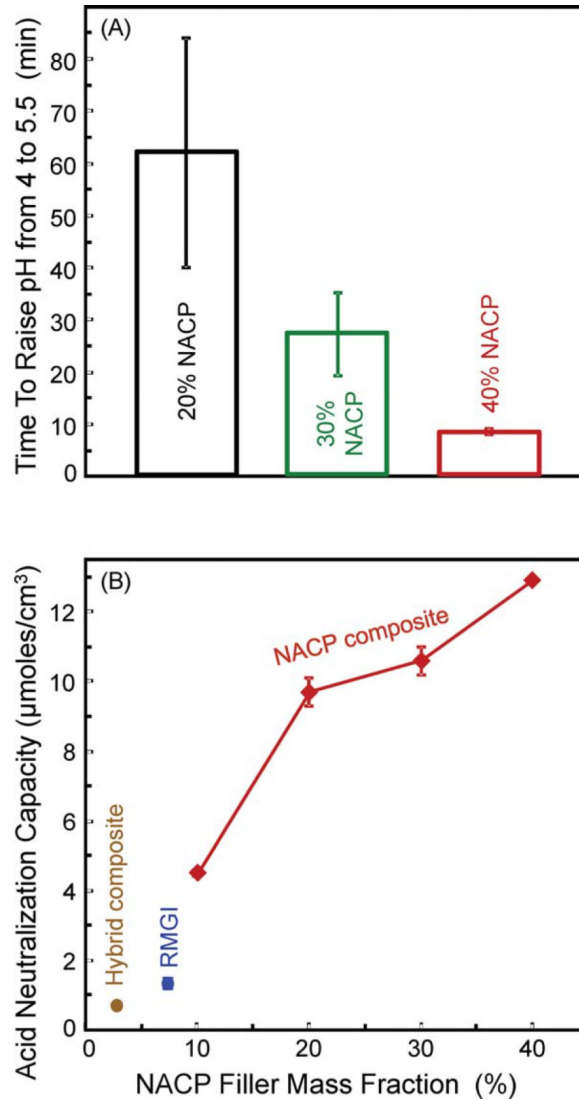 (A)
Time To Raise pH from 4 to 5.5 (min)
80
70
60
50
40
30
20
10
0
20% NACP
30%
NACP
40% NACP
(B)
Acid Neutralization Capacity (μmoles/cm³)
12
10
8
6
4
2
0
Hybrid composite
RMGI
NACP composite
0
10
20
30
40
NACP Filler Mass Fraction (%)